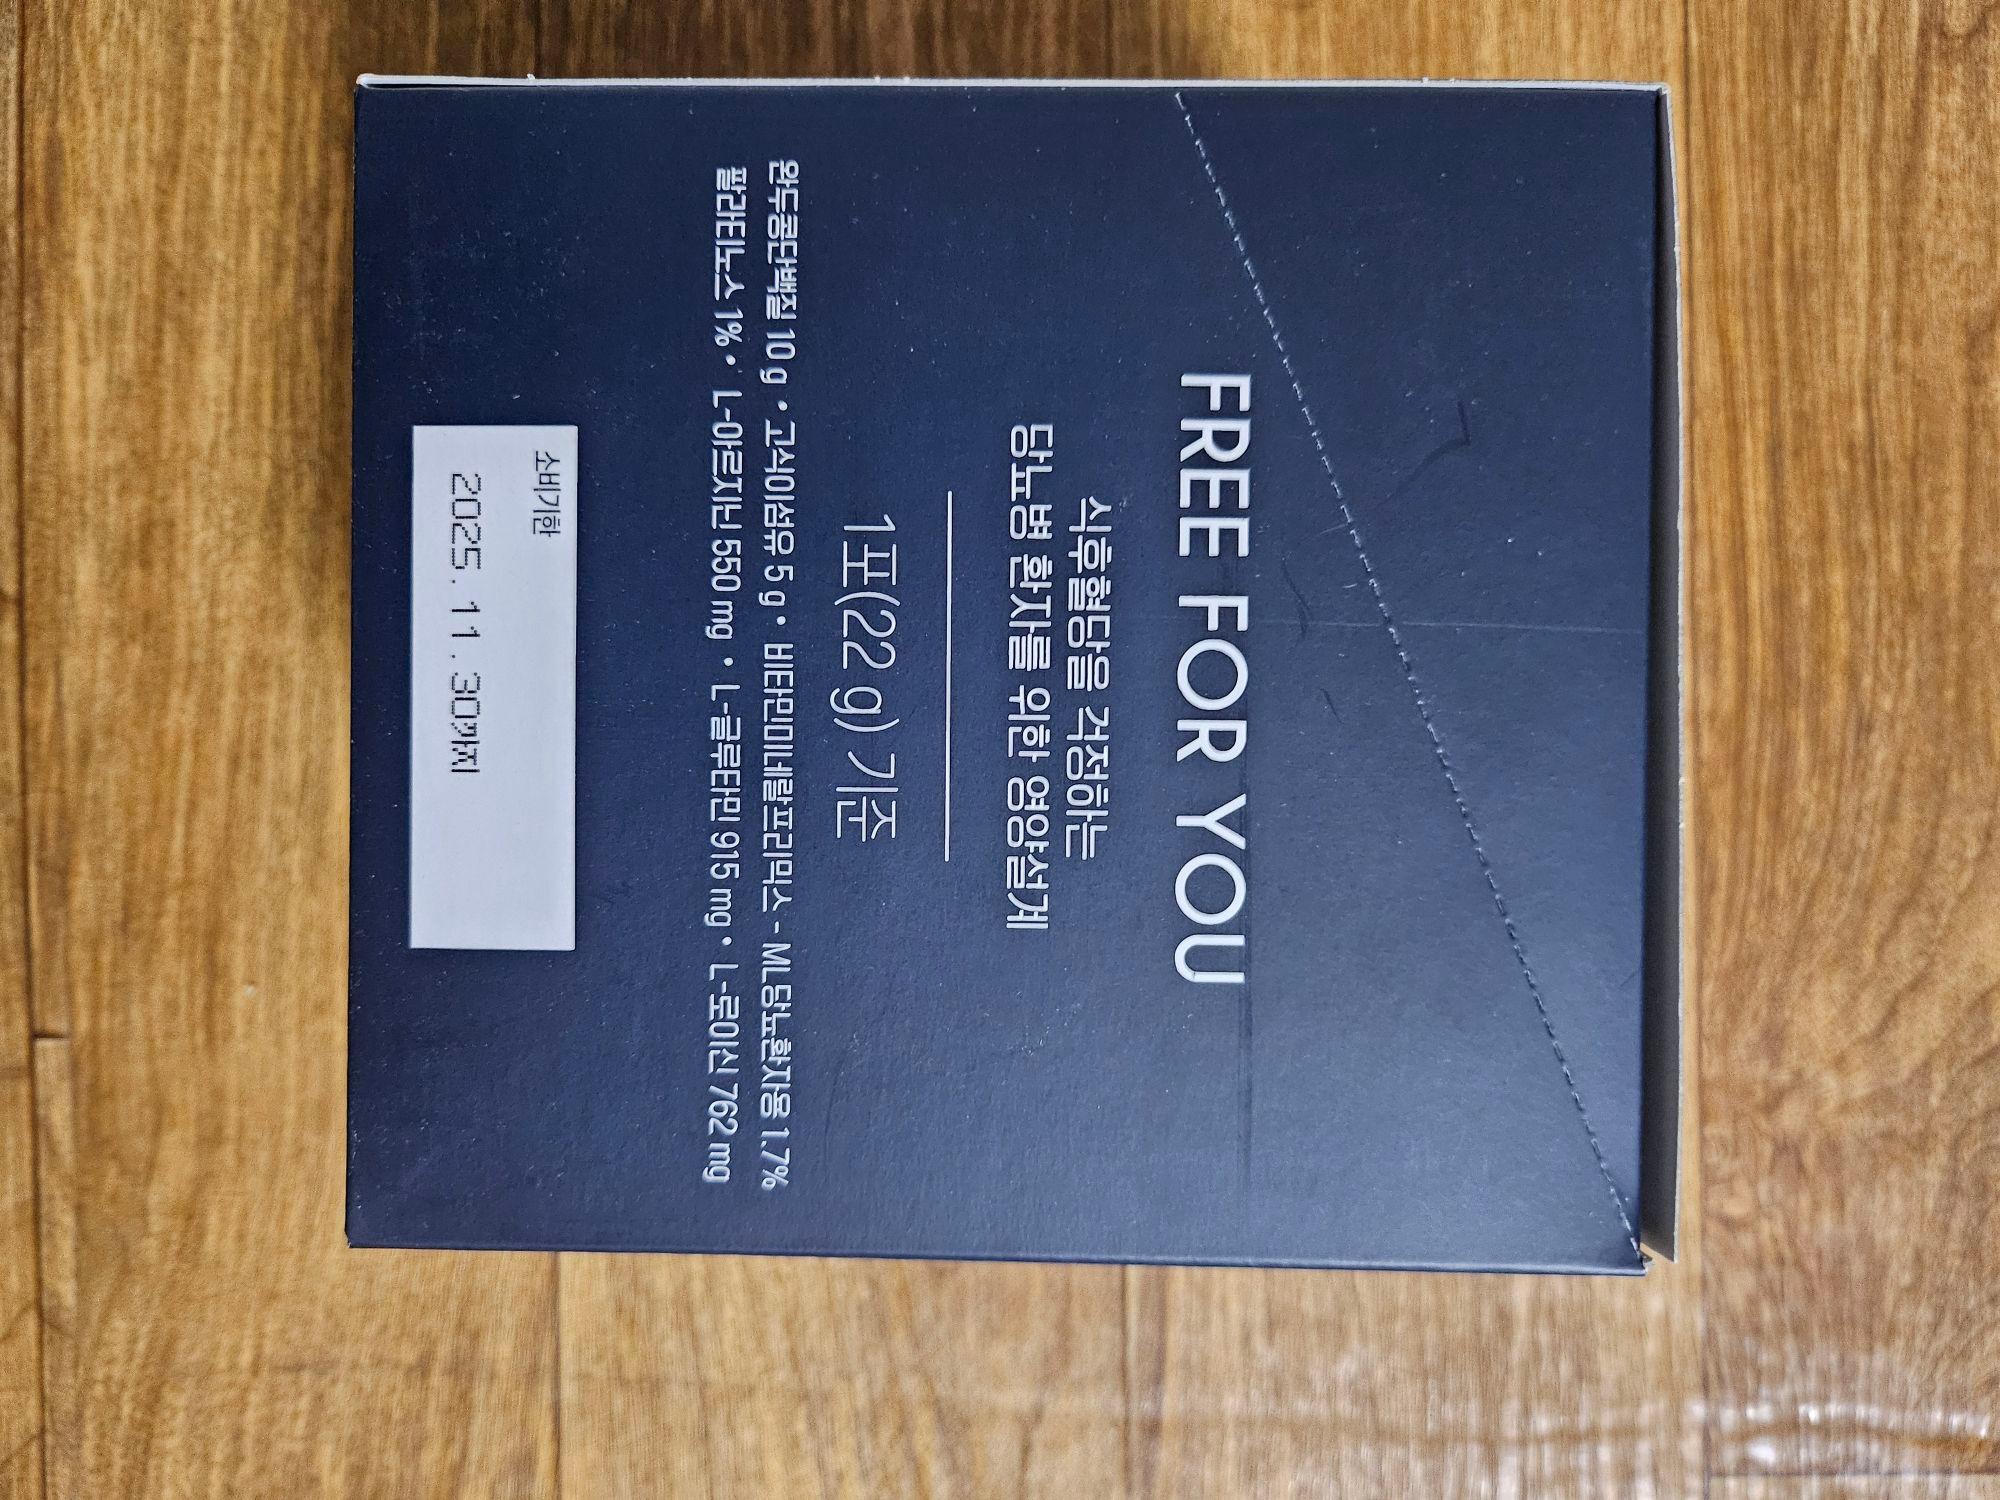 FREE FOR YOU
식후혈당을 걱정하는
당뇨병 환자를 위한 영양설계
1포(22 g) 기준
완두콩단백질 10 g • 고식이섬유 5 g • 비타민미네랄프리믹스 - ML당뇨환자용 1.7%
팔라티노스 1% • L-아르지닌 550 mg • L-글루타민 915 mg • L-로이신 762 mg
소비기한
2025. 11. 30까지